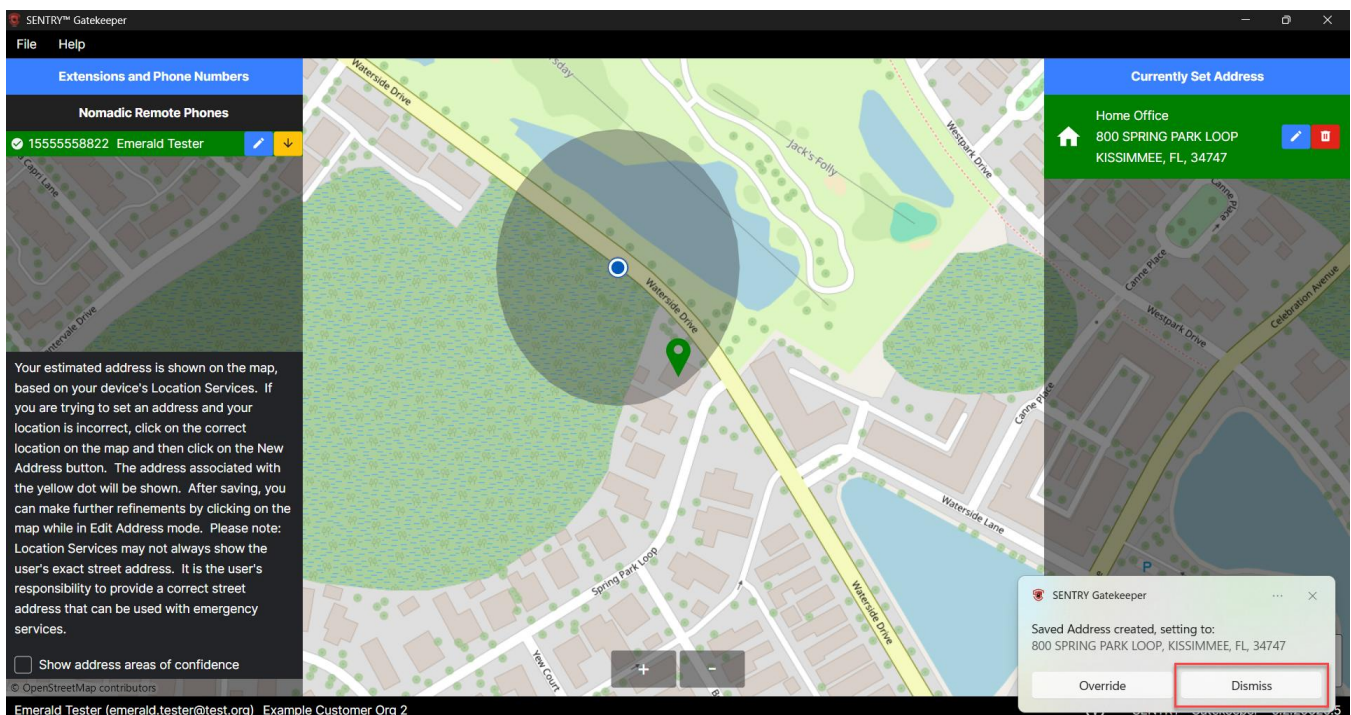 SENTRY™ Gatekeeper
File Help
Extensions and Phone Numbers
Nomadic Remote Phones
15555558822 Emerald Tester
Your estimated address is shown on the map,
based on your device's Location Services. If
you are trying to set an address and your
location is incorrect, click on the correct
location on the map and then click on the New
Address button. The address associated with
the yellow dot will be shown. After saving, you
can make further refinements by clicking on the
map while in Edit Address mode. Please note:
Location Services may not always show the
user's exact street address. It is the user's
responsibility to provide a correct street
address that can be used with emergency
services.
Show address areas of confidence
© OpenStreetMap contributors
Emerald Tester (emerald.tester@test.org) Example Customer Org 2
Capri Lane
Drive
Waterside Drive
Jack's Folly
Westpark Drive
Waterside Drive
Canne Place
Waterside Lane
Spring Park Loop
Waterside Drive
Yew Court
Currently Set Address
Home Office
800 SPRING PARK LOOP
KISSIMMEE, FL, 34747
Canne Place
Canne Place
Westpark Drive
Celebration Avenue
P
SENTRY Gatekeeper
Saved Address created, setting to:
800 SPRING PARK LOOP, KISSIMMEE, FL, 34747
Override Dismiss